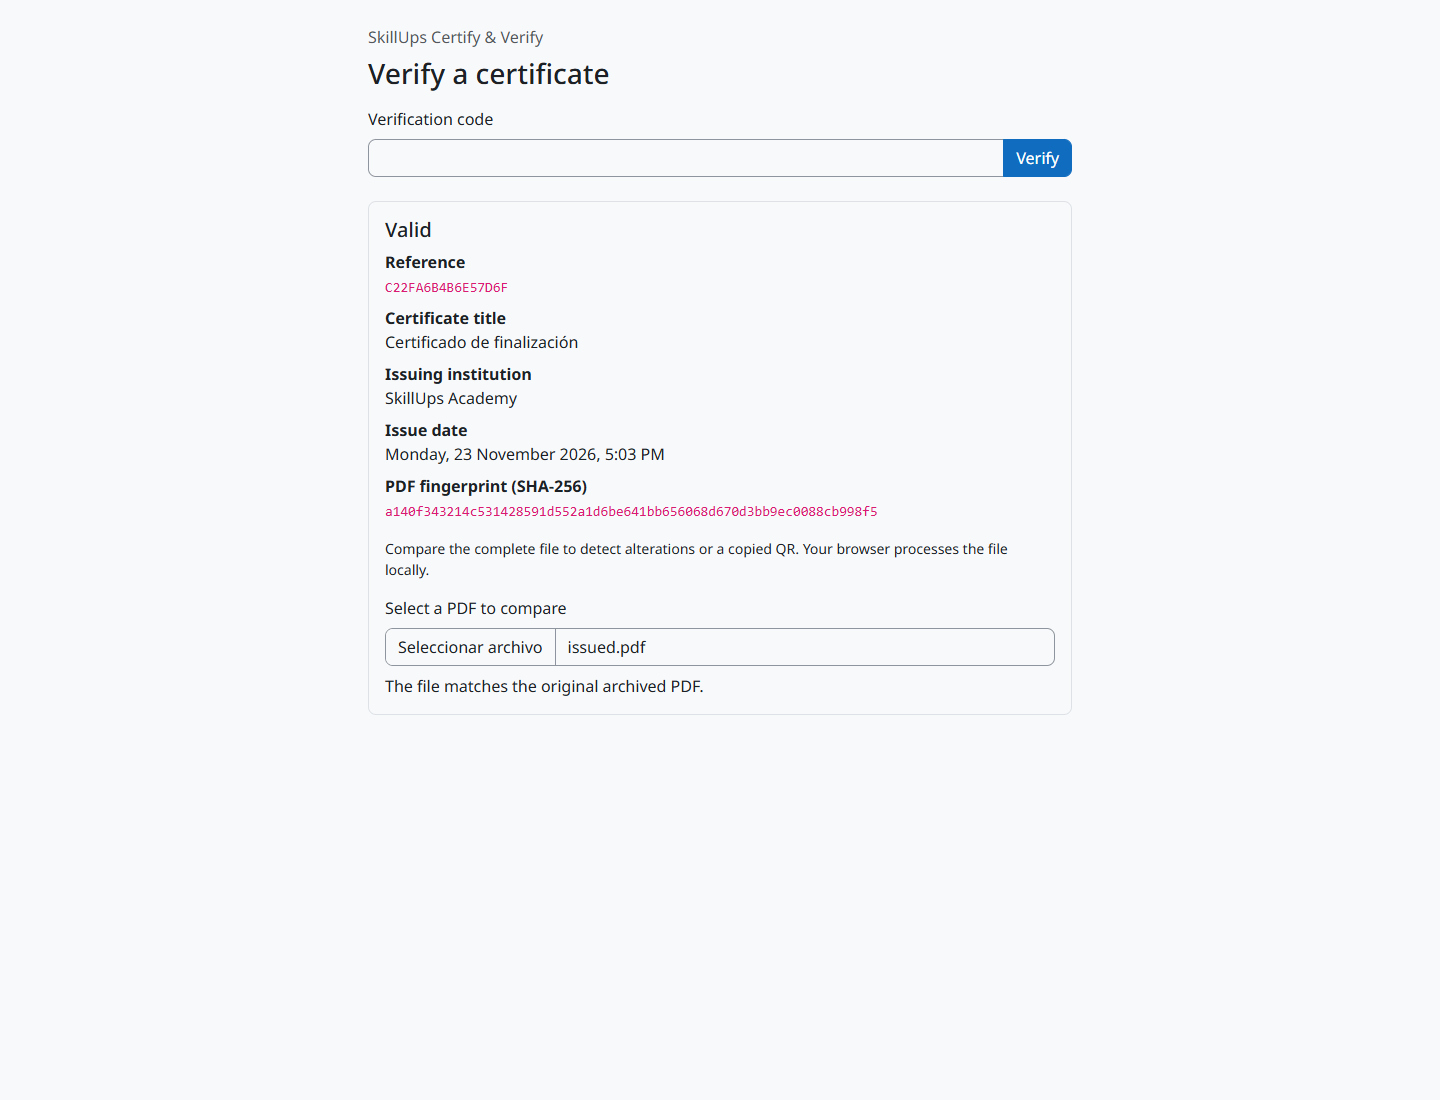 SkillUps Certify & Verify
Verify a certificate
Verification code
Verify
Valid
Reference
C22FA6B4B6E57D6F
Certificate title
Certificado de finalización
Issuing institution
SkillUps Academy
Issue date
Monday, 23 November 2026, 5:03 PM
PDF fingerprint (SHA-256)
a140f343214c531428591d552a1d6be641bb656068d670d3bb9ec0088cb998f5
Compare the complete file to detect alterations or a copied QR. Your browser processes the file
locally.
Select a PDF to compare
Seleccionar archivo issued.pdf
The file matches the original archived PDF.